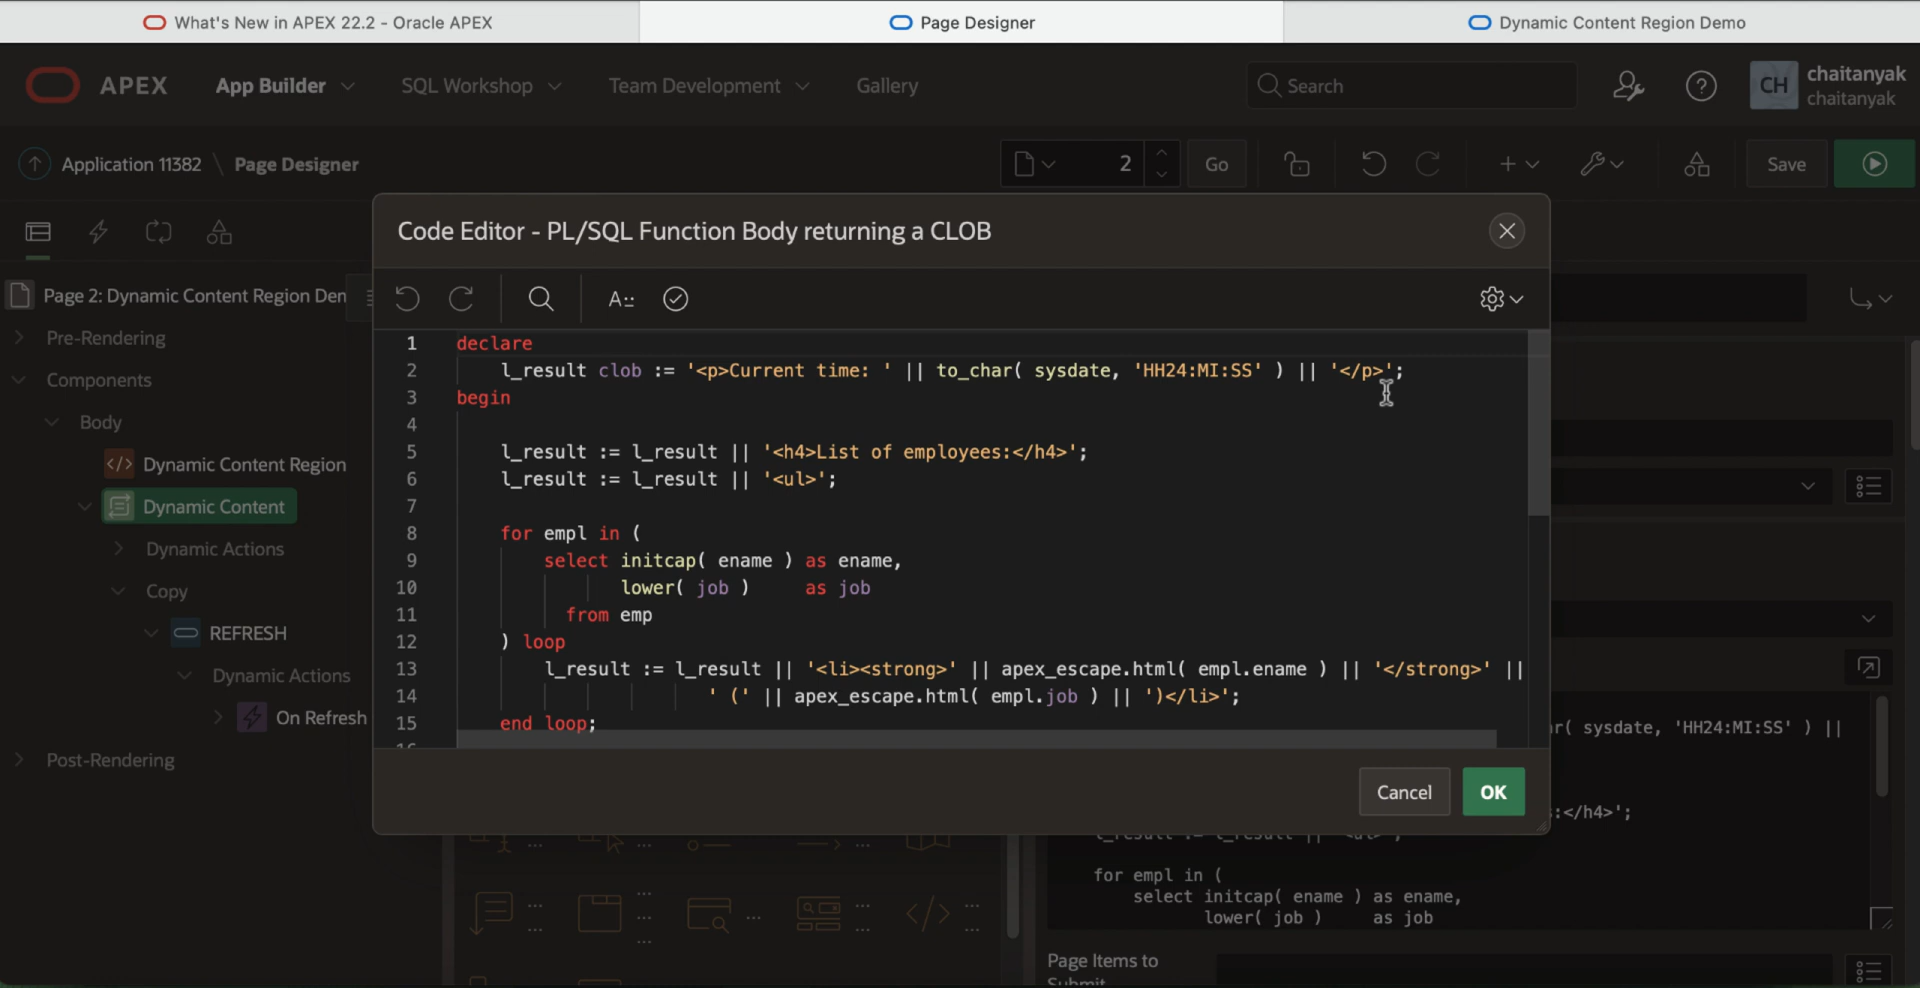 What's New in APEX 22.2 - Oracle APEX
Page Designer
Dynamic Content Region Demo
APEX
App Builder
SQL Workshop
Team Development
Gallery
Search
CH
chaitanyak
chaitanyak
Application 11382 \ Page Designer
2
Go
Save
Code Editor - PL/SQL Function Body returning a CLOB
Page 2: Dynamic Content Region Den
Pre-Rendering
Components
Body
Dynamic Content Region
Dynamic Content
Dynamic Actions
Copy
REFRESH
Dynamic Actions
On Refresh
Post-Rendering
1 declare
2 l_result clob := '<p>Current time: ' || to_char( sysdate, 'HH24:MI:SS' ) || '</p>';
3 begin
4
5 l_result := l_result || '<h4>List of employees:</h4>';
6 l_result := l_result || '<ul>';
7
8 for empl in (
9 select initcap( ename ) as ename,
10 lower( job ) as job
11 from emp
12 ) loop
13 l_result := l_result || '<li><strong>' || apex_escape.html( empl.ename ) || '</strong>' ||
14 ' (' || apex_escape.html( empl.job ) || ')</li>';
15 end loop;
16
Cancel
OK
r( sysdate, 'HH24:MI:SS' ) ||
:</h4>';
for empl in (
select initcap( ename ) as ename,
lower( job ) as job
Page Items to
Submit